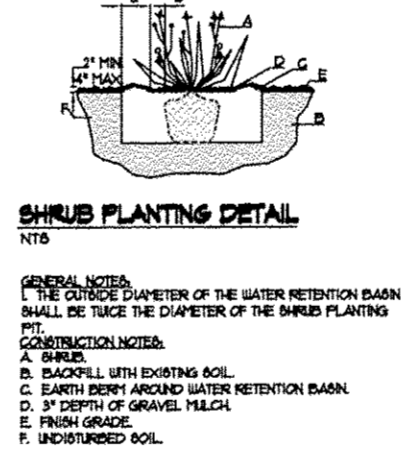 A
2" MIN
4" MAX
D
C
E
F
B
SHRUB PLANTING DETAIL
NTS
GENERAL NOTES:
1. THE OUTSIDE DIAMETER OF THE WATER RETENTION BASIN
SHALL BE TWICE THE DIAMETER OF THE SHRUB PLANTING
PIT.
CONSTRUCTION NOTES:
A. SHRUB.
B. BACKFILL WITH EXISTING SOIL.
C. EARTH BERM AROUND WATER RETENTION BASIN.
D. 3" DEPTH OF GRAVEL MULCH.
E. FINISH GRADE.
F. UNDISTURBED SOIL.